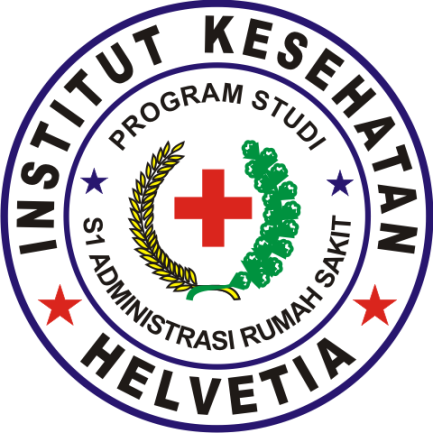 INSTITUT KESEHATAN
HELVETIA
PROGRAM STUDI
S1 ADMINISTRASI RUMAH SAKIT